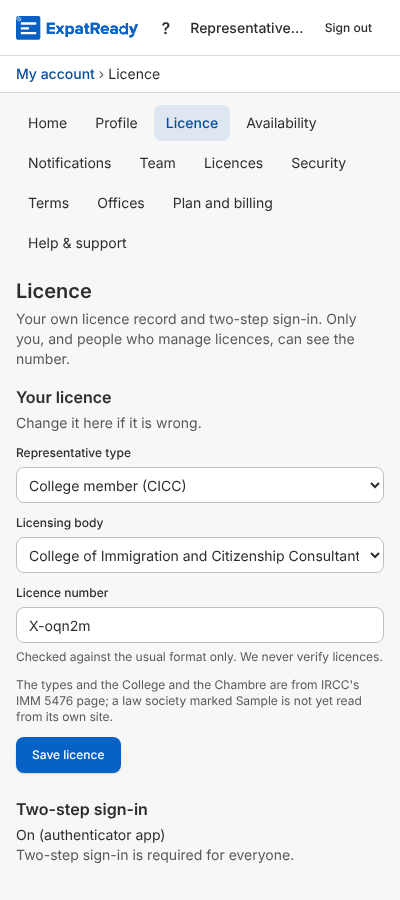 ExpatReady ? Representative... Sign out
My account › Licence
Home Profile Licence Availability
Notifications Team Licences Security
Terms Offices Plan and billing
Help & support
Licence
Your own licence record and two-step sign-in. Only
you, and people who manage licences, can see the
number.
Your licence
Change it here if it is wrong.
Representative type
College member (CICC)
Licensing body
College of Immigration and Citizenship Consultant
Licence number
X-oqn2m
Checked against the usual format only. We never verify licences.
The types and the College and the Chambre are from IRCC's
IMM 5476 page; a law society marked Sample is not yet read
from its own site.
Save licence
Two-step sign-in
On (authenticator app)
Two-step sign-in is required for everyone.